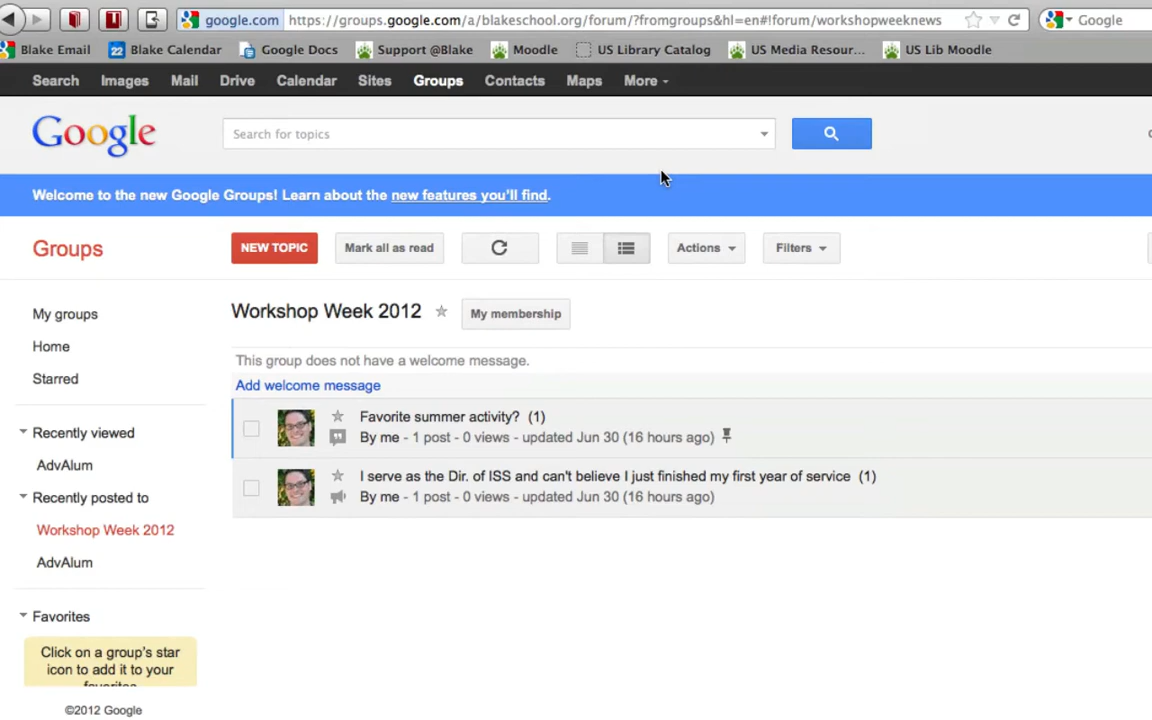 google.com https://groups.google.com/a/blakeschool.org/forum/?fromgroups&hl=en#!forum/workshopweeknews Google
Blake Email 22 Blake Calendar Google Docs Support @Blake Moodle US Library Catalog US Media Resour... US Lib Moodle
Search Images Mail Drive Calendar Sites Groups Contacts Maps More
Google Search for topics
Welcome to the new Google Groups! Learn about the new features you'll find.
Groups NEW TOPIC Mark all as read Actions Filters
My groups
Home
Starred
Recently viewed
AdvAlum
Recently posted to
Workshop Week 2012
AdvAlum
Favorites
Click on a group's star
icon to add it to your
©2012 Google
Workshop Week 2012 My membership
This group does not have a welcome message.
Add welcome message
Favorite summer activity? (1)
By me - 1 post - 0 views - updated Jun 30 (16 hours ago)
I serve as the Dir. of ISS and can't believe I just finished my first year of service (1)
By me - 1 post - 0 views - updated Jun 30 (16 hours ago)